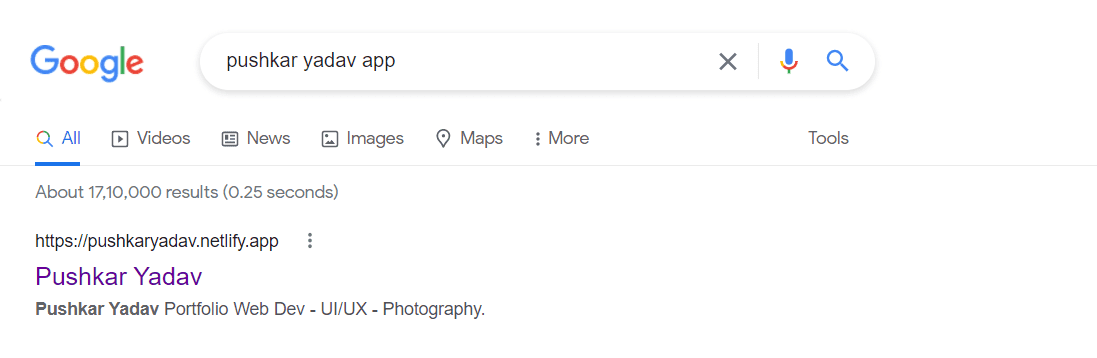 Google pushkar yadav app
All Videos News Images Maps More Tools
About 17,10,000 results (0.25 seconds)
https://pushkaryadav.netlify.app
Pushkar Yadav
Pushkar Yadav Portfolio Web Dev - UI/UX - Photography.